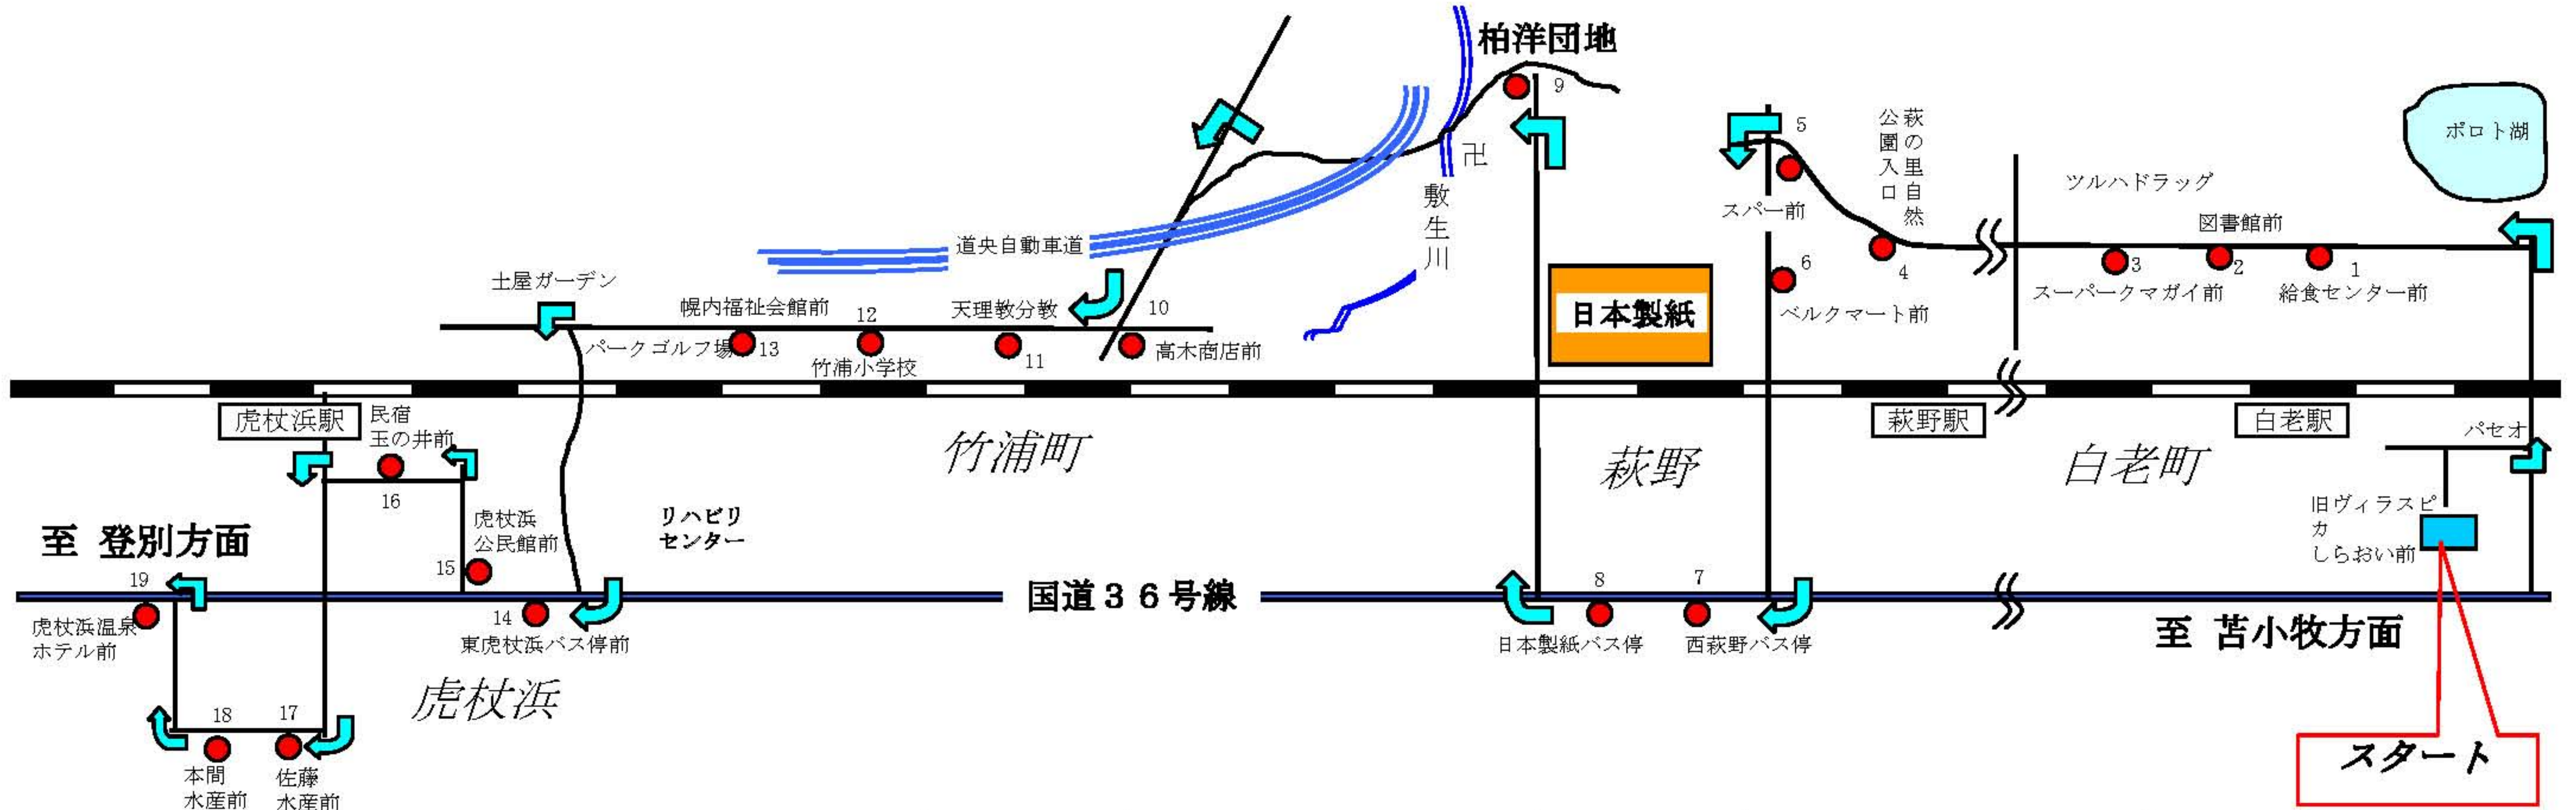 柏洋団地
9
5
公園入口
萩の里自然
ポロト湖
卍
敷生川
スパー前
ツルハドラッグ
図書館前
道央自動車道
6
4
3
2
1
スーパークマガイ前
給食センター前
土屋ガーデン
幌内福祉会館前
12
天理教分教
10
日本製紙
ベルクマート前
パークゴルフ場
13
竹浦小学校
11
高木商店前
虎杖浜駅
民宿
玉の井前
萩野駅
白老駅
パセオ
竹浦町
萩野
白老町
16
至 登別方面
虎杖浜
公民館前
リハビリ
センター
旧ヴィラスピ
カ
しらおい前
19
15
国道36号線
8
7
虎杖浜温泉
ホテル前
14
東虎杖浜バス停前
日本製紙バス停
西萩野バス停
至 苫小牧方面
虎杖浜
18
17
本間
水産前
佐藤
水産前
スタート